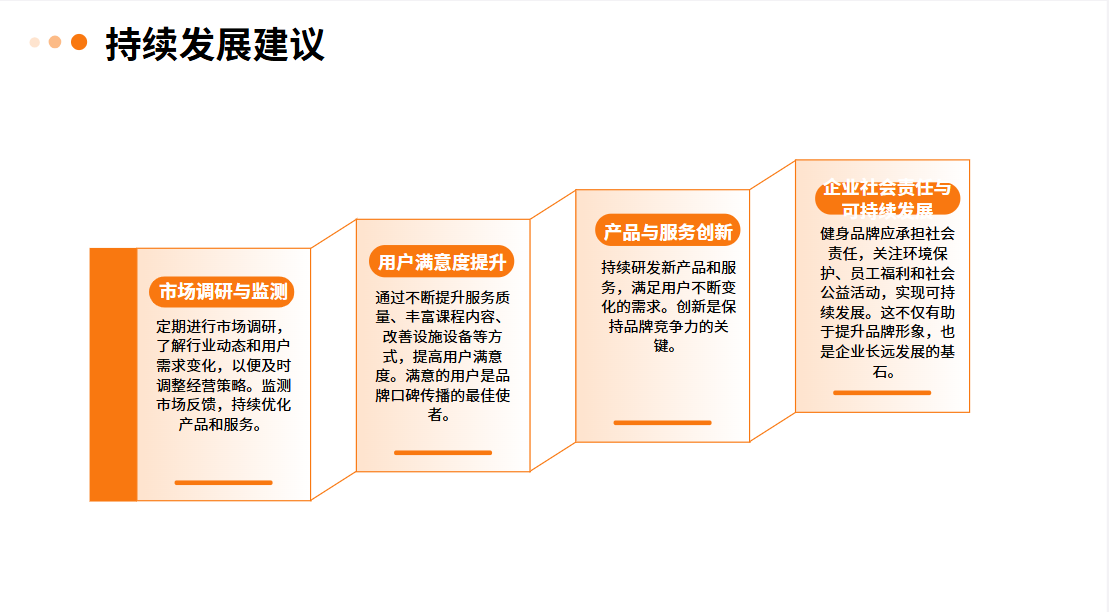 持续发展建议
市场调研与监测
定期进行市场调研，
了解行业动态和用户
需求变化，以便及时
调整经营策略。监测
市场反馈，持续优化
产品和服务。
用户满意度提升
通过不断提升服务质
量、丰富课程内容、
改善设施设备等方
式，提高用户满意
度。满意的用户是品
牌口碑传播的最佳使
者。
产品与服务创新
持续研发新产品和服
务，满足用户不断变
化的需求。创新是保
持品牌竞争力的关
键。
企业社会责任与
可持续发展
健身品牌应承担社会
责任，关注环境保
护、员工福利和社会
公益活动，实现可持
续发展。这不仅有助
于提升品牌形象，也
是企业长远发展的基
石。